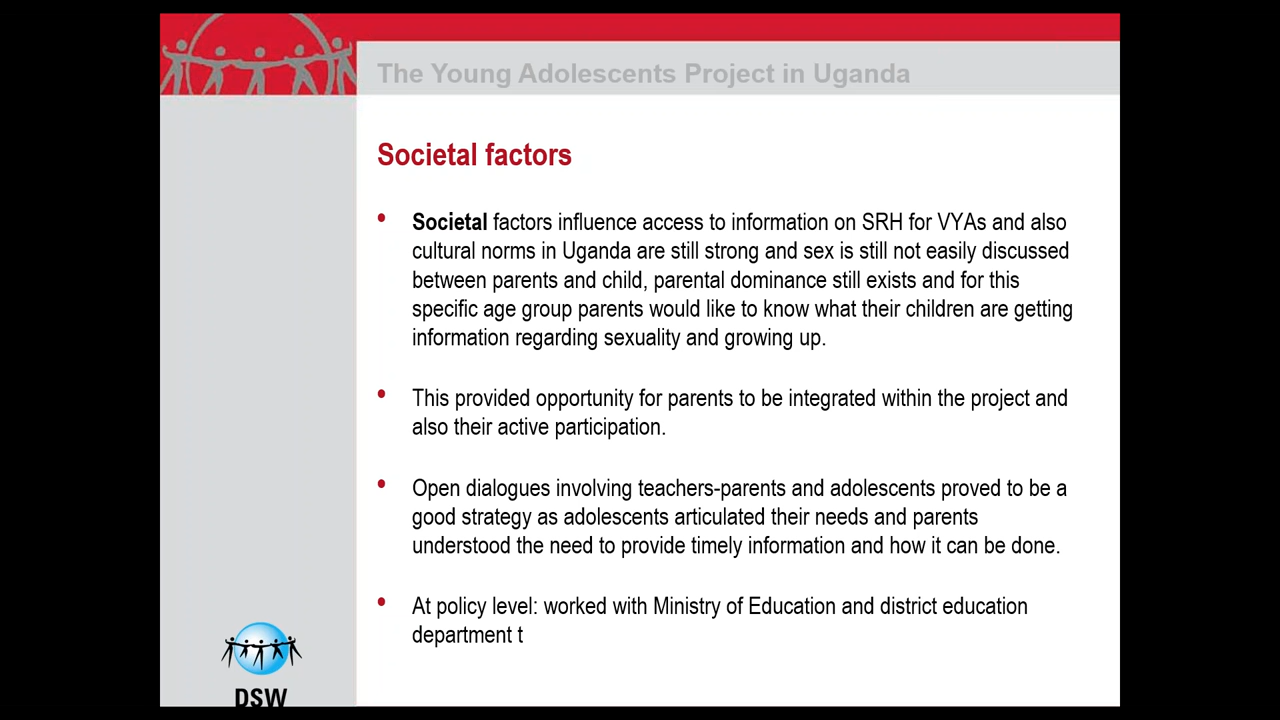 The Young Adolescents Project in Uganda
Societal factors
• Societal factors influence access to information on SRH for VYAs and also
cultural norms in Uganda are still strong and sex is still not easily discussed
between parents and child, parental dominance still exists and for this
specific age group parents would like to know what their children are getting
information regarding sexuality and growing up.
• This provided opportunity for parents to be integrated within the project and
also their active participation.
• Open dialogues involving teachers-parents and adolescents proved to be a
good strategy as adolescents articulated their needs and parents
understood the need to provide timely information and how it can be done.
• At policy level: worked with Ministry of Education and district education
department t
DSW